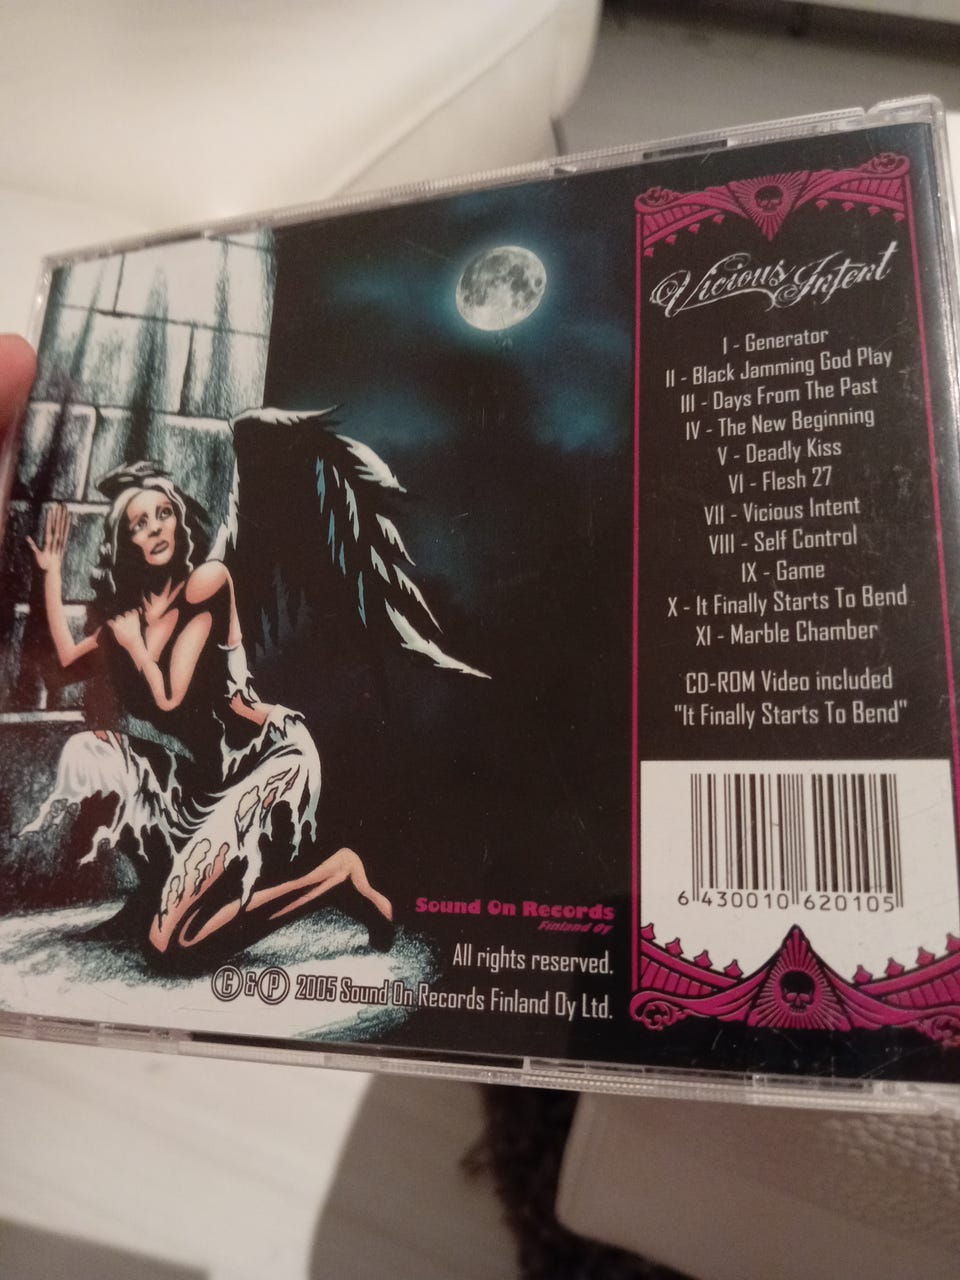 Vicious Intent
I - Generator
II - Black Jamming God Play
III - Days From The Past
IV - The New Beginning
V - Deadly Kiss
VI - Flesh 27
VII - Vicious Intent
VIII - Self Control
IX - Game
X - It Finally Starts To Bend
XI - Marble Chamber
CD-ROM Video included
"It Finally Starts To Bend"
6 430010 620105
Sound On Records
Finland Oy
All rights reserved.
© & ℗ 2005 Sound On Records Finland Oy Ltd.